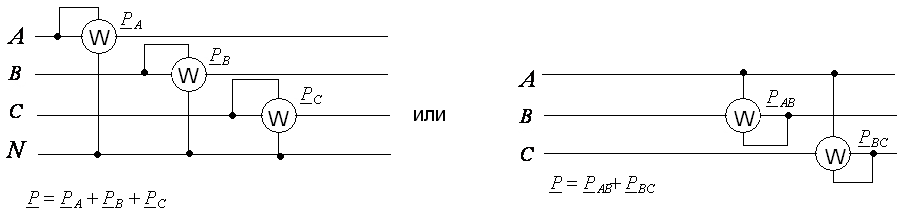 A W P_A
B W P_B
C W P_C
N
P = P_A + P_B + P_C
или
A
B W P_AB
C W P_BC
P = P_AB + P_BC